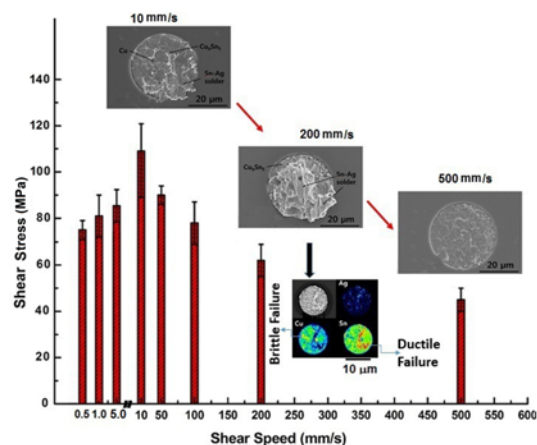 10 mm/s
Cu
Cu₆Sn₅
Sn-Ag
solder
20 μm
200 mm/s
Cu₆Sn₅
Sn-Ag
solder
20 μm
500 mm/s
20 μm
Shear Stress (MPa)
140
120
100
80
60
40
20
0
Brittle Failure
Ag
Cu
Sn
10 μm
Ductile
Failure
0.5 1.0 5.0 10 50 100 150 200 250 300 350 400 450 500 550 600
Shear Speed (mm/s)